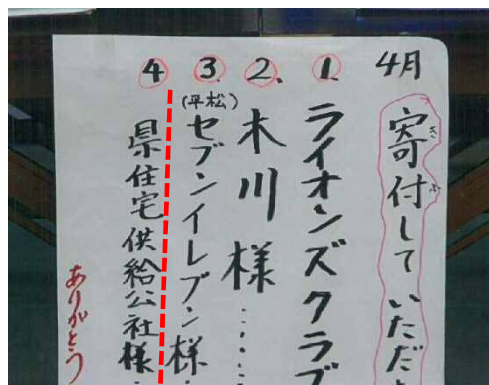 4月
寄付していただ
1. ライオンズクラブ
2. 木川様……
3. (平松)セブンイレブン様…
4 県住宅供給公社様…
ありがとう